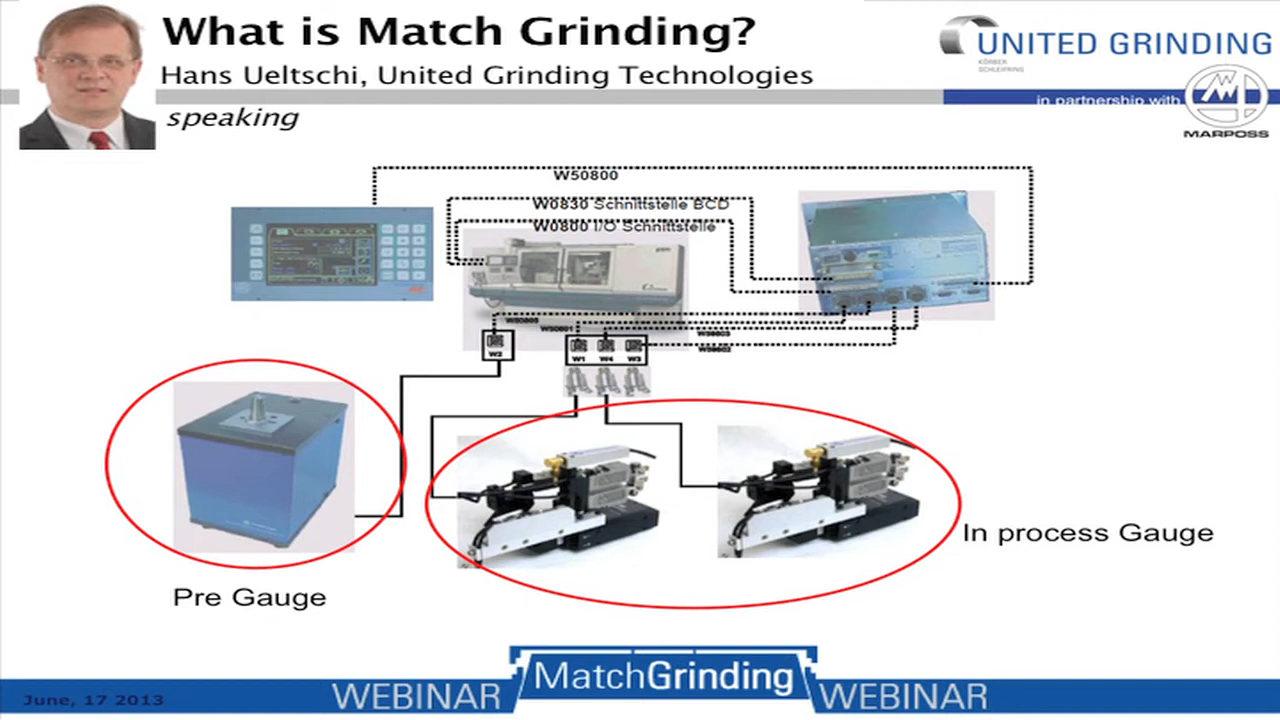 What is Match Grinding?
Hans Ueltschi, United Grinding Technologies
speaking
UNITED GRINDING
KÖRBER
SCHLEIFRING
in partnership with
MARPOSS
W50800
W0830 Schnittstelle BCD
W0800 I/O Schnittstelle
W2
W1 W4 W3
Pre Gauge
In process Gauge
June, 17 2013
WEBINAR MatchGrinding WEBINAR